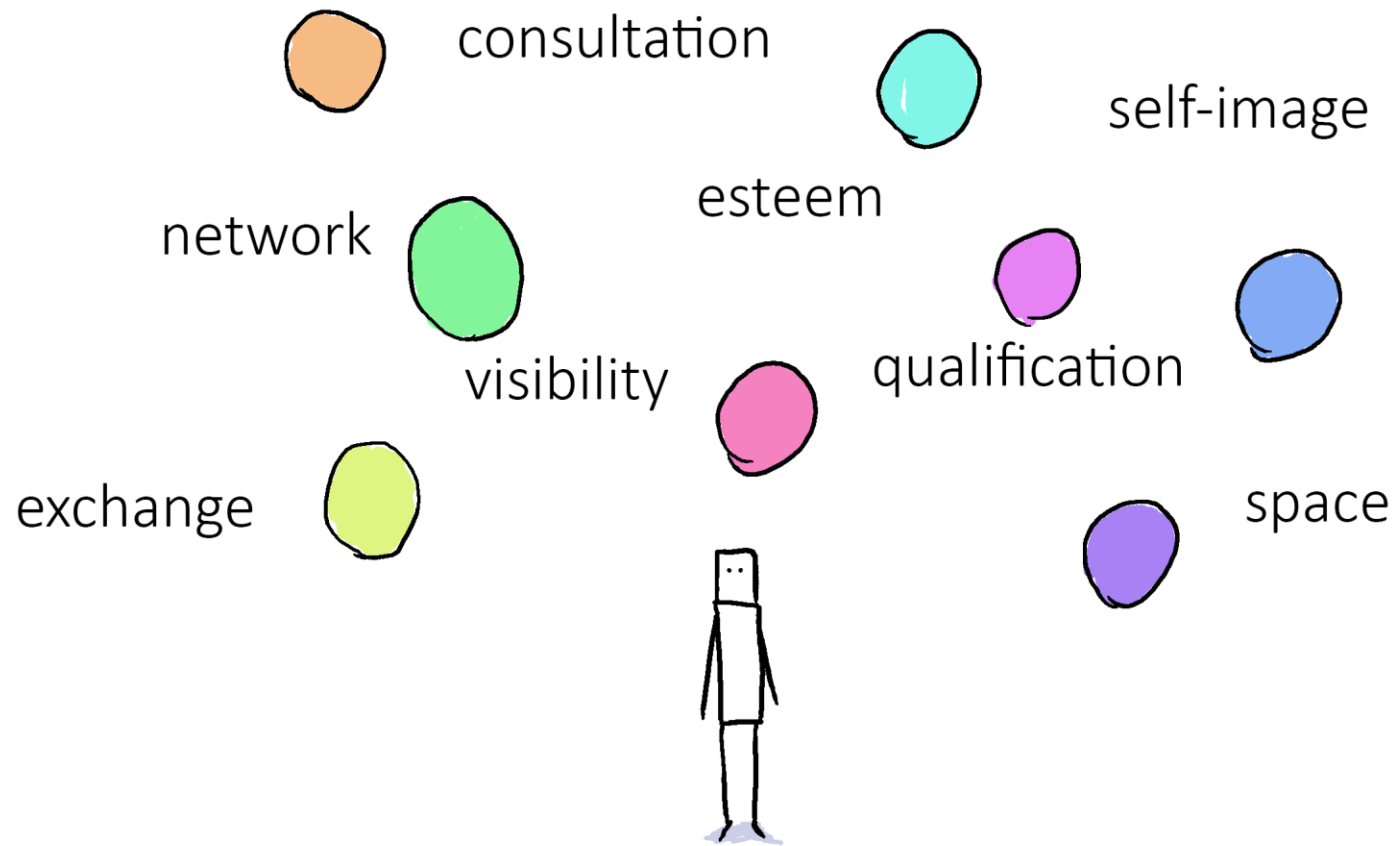 consultation
self-image
esteem
network
qualification
visibility
exchange
space